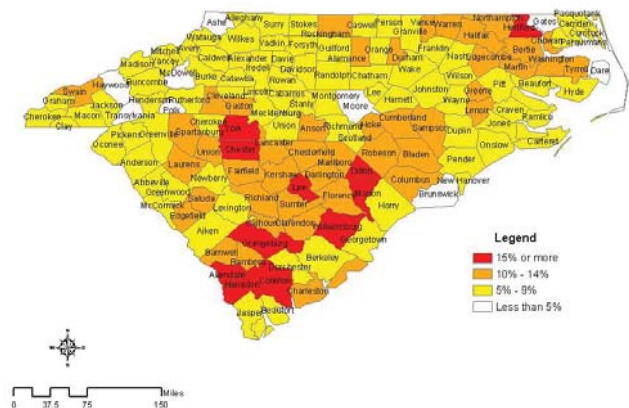 Ashe Alleghany Surry Stokes Caswell Person Vance Warren Northampton Gates Pasquotank
Rockingham Granville Hertford Camden
Watauga Wilkes Yadkin Forsyth Guilford Orange Franklin Halifax Bertie Chowan Perquimans
Mitchell Avery Alamance Durham Nash Edgecombe Washington
Madison Yancey Caldwell Alexander Davie Wake Martin Tyrrell Dare
Iredell Davidson Randolph Chatham Wilson
Buncombe McDowell Burke Catawba Rowan Johnston Greene Pitt Beaufort Hyde
Swain Haywood Lincoln Cabarrus Lee Harnett Wayne
Graham Henderson Rutherford Cleveland Gaston Stanly Montgomery Moore Lenoir Craven
Jackson Polk Mecklenburg Pamlico
Cherokee Macon Transylvania Cherokee York Union Anson Richmond Hoke Cumberland Sampson Duplin Jones
Clay Pickens Greenville Spartanburg Scotland Carteret
Oconee Union Chester Lancaster Chesterfield Marlboro Robeson Bladen Onslow
Anderson Laurens Fairfield Kershaw Darlington Dillon Pender
Abbeville Newberry Lee Florence Marion Columbus New Hanover
Greenwood Saluda Richland Sumter Horry Brunswick
McCormick Lexington
Edgefield Calhoun Clarendon Williamsburg
Aiken Orangeburg Georgetown
Barnwell Bamberg Dorchester Berkeley
Allendale Colleton
Hampton Charleston
Jasper Beaufort
Legend
15% or more
10% - 14%
5% - 9%
Less than 5%
N
W E
S
Miles
0 37.5 75 150